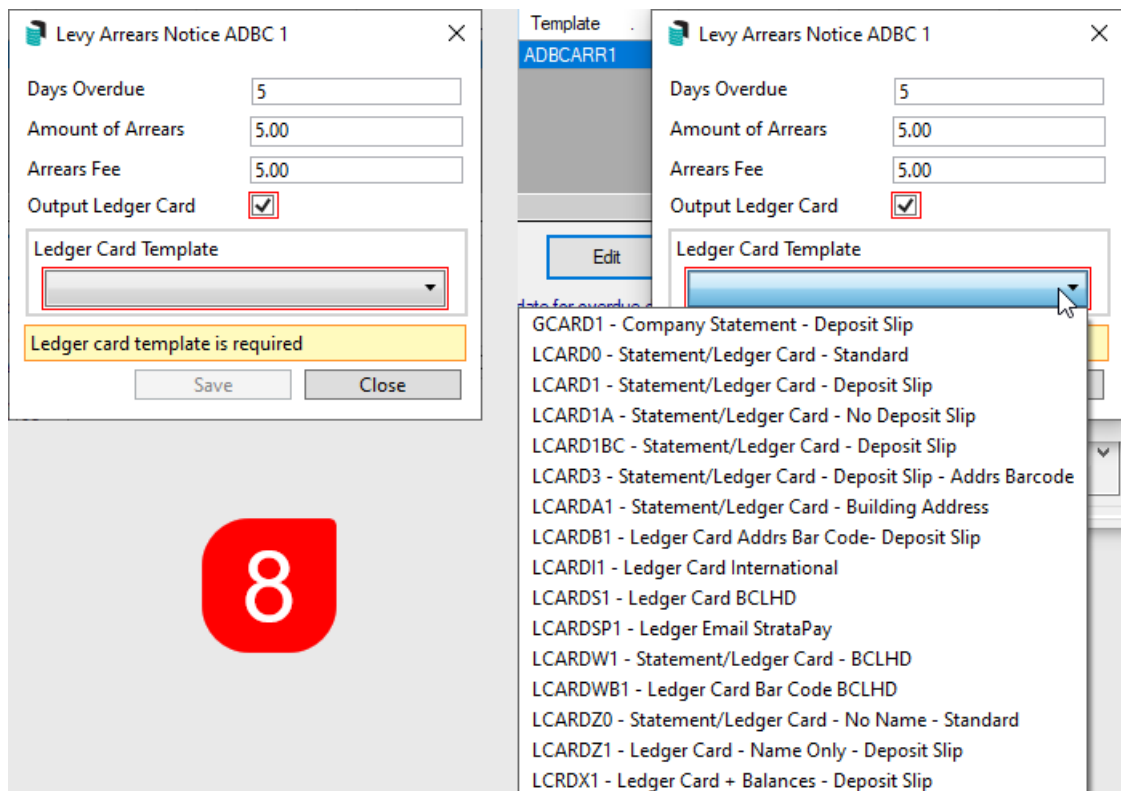 Levy Arrears Notice ADBC 1
Days Overdue 5
Amount of Arrears 5.00
Arrears Fee 5.00
Output Ledger Card
Ledger Card Template
Ledger card template is required
Save Close
8
Template .
ADBCARR1
Edit
Levy Arrears Notice ADBC 1
Days Overdue 5
Amount of Arrears 5.00
Arrears Fee 5.00
Output Ledger Card
Ledger Card Template
GCARD1 - Company Statement - Deposit Slip
LCARD0 - Statement/Ledger Card - Standard
LCARD1 - Statement/Ledger Card - Deposit Slip
LCARD1A - Statement/Ledger Card - No Deposit Slip
LCARD1BC - Statement/Ledger Card - Deposit Slip
LCARD3 - Statement/Ledger Card - Deposit Slip - Addrs Barcode
LCARDA1 - Statement/Ledger Card - Building Address
LCARDB1 - Ledger Card Addrs Bar Code- Deposit Slip
LCARDI1 - Ledger Card International
LCARDS1 - Ledger Card BCLHD
LCARDSP1 - Ledger Email StrataPay
LCARDW1 - Statement/Ledger Card - BCLHD
LCARDWB1 - Ledger Card Bar Code BCLHD
LCARDZ0 - Statement/Ledger Card - No Name - Standard
LCARDZ1 - Ledger Card - Name Only - Deposit Slip
LCRDX1 - Ledger Card + Balances - Deposit Slip